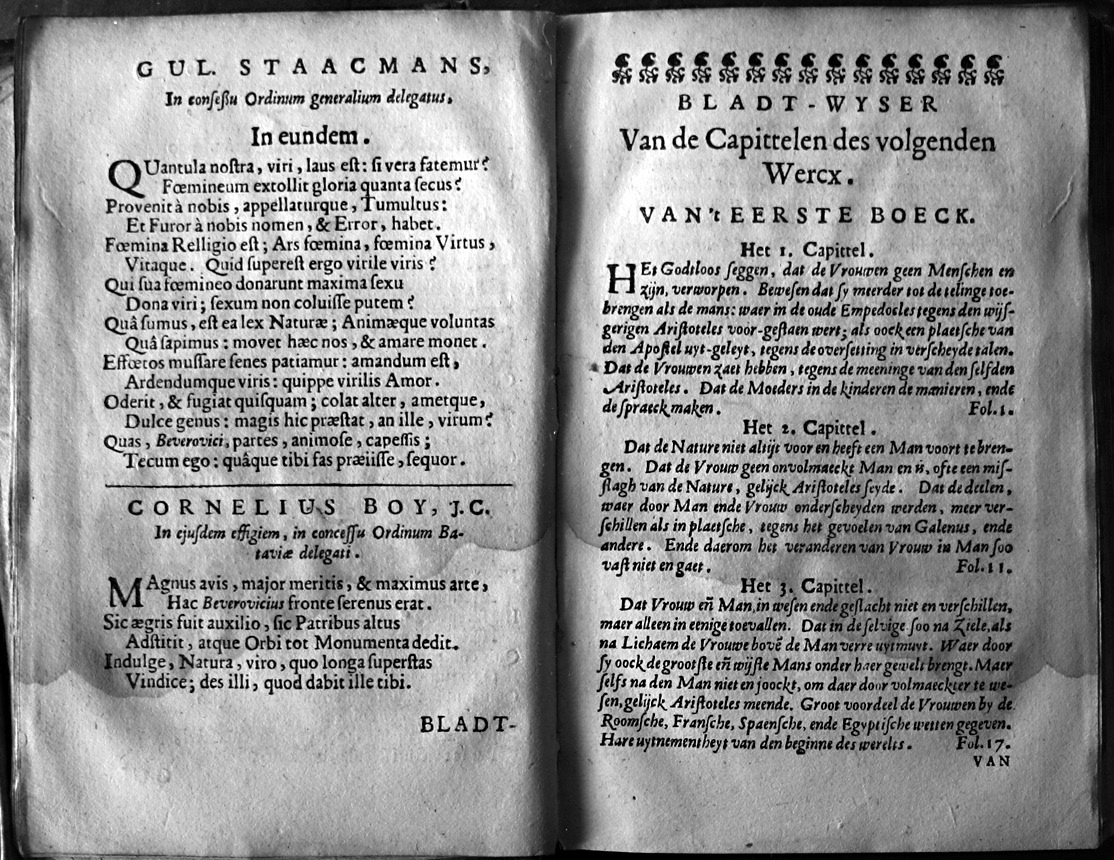 GUL. STAACMANS,
In conſeſſu Ordinum generalium delegatus,
In eundem.
QUantula noſtra, viri, laus eſt: ſi vera fatemur?
Fœmineum extollit gloria quanta ſecus?
Provenit à nobis, appellaturque, Tumultus:
Et Furor à nobis nomen, & Error, habet.
Fœmina Relligio eſt; Ars fœmina, fœmina Virtus,
Vitaque. Quid ſupereſt ergo virile viris?
Qui ſua fœmineo donarunt maxima ſexu
Dona viri; ſexum non coluiſſe putem?
Quâ ſumus, eſt ea lex Naturæ; Animæque voluntas
Quâ ſapimus: movet hæc nos, & amare monet.
Effœtos muſſare ſenes patiamur: amandum eſt,
Ardendumque viris: quippe virilis Amor.
Oderit, & fugiat quiſquam; colat alter, ametque,
Dulce genus: magis hic præſtat, an ille, virum?
Quas, Beverovici, partes, animoſe, capeſſis;
Tecum ego: quâque tibi fas præiiſſe, ſequor.
CORNELIUS BOY, J.C.
In ejuſdem effigiem, in conceſſu Ordinum Ba-
taviæ delegati.
MAgnus avis, major meritis, & maximus arte,
Hac Beverovicius fronte ſerenus erat.
Sic ægris fuit auxilio, ſic Patribus altus
Adſtitit, atque Orbi tot Monumenta dedit.
Indulge, Natura, viro, quo longa ſuperſtas
Vindice; des illi, quod dabit ille tibi.
BLADT-
BLADT-WYSER
Van de Capittelen des volgenden
Wercx.
VAN 't EERSTE BOECK.
Het 1. Capittel.
HEt Godtloos ſeggen, dat de Vrouwen geen Menſchen en
zijn, verworpen. Beweſen dat ſy meerder tot de telinge toe-
brengen als de mans: waer in de oude Empedocles tegens den wijſ-
gerigen Ariſtoteles voor-geſtaen wert; als oock een plaetſche van
den Apoſtel uyt-geleyt, tegens de overſetting in verſcheyde talen.
Dat de Vrouwen zaet hebben, tegens de meeninge van den ſelfden
Ariſtoteles. Dat de Moeders in de kinderen de manieren, ende
de ſpraeck maken. Fol. 1.
Het 2. Capittel.
Dat de Nature niet altijt voor en heeft een Man voort te bren-
gen. Dat de Vrouw geen onvolmaeckt Man en is, ofte een miſ-
ſlagh van de Nature, gelijck Ariſtoteles ſeyde. Dat de deelen,
waer door Man ende Vrouw onderſcheyden werden, meer ver-
ſchillen als in plaetſche, tegens het gevoelen van Galenus, ende
andere. Ende daerom het veranderen van Vrouw in Man ſoo
vaſt niet en gaet. Fol. 11.
Het 3. Capittel.
Dat Vrouw eñ Man, in weſen ende geſlacht niet en verſchillen,
maer alleen in eenige toevallen. Dat in de ſelvige ſoo na Ziele, als
na Lichaem de Vrouwe bovẽ de Man verre uytmuyt. Waer door
ſy oock de grootſte eñ wijſſte Mans onder haer gewelt brengt. Maer
ſelfs na den Man niet en joockt, om daer door volmaeckter te we-
ſen, gelijck Ariſtoteles meende. Groot voordeel de Vrouwen by de
Roomſche, Franſche, Spaenſche, ende Egyptiſche wetten gegeven.
Hare uytnementheyt van den beginne des werelts. Fol. 17.
VAN